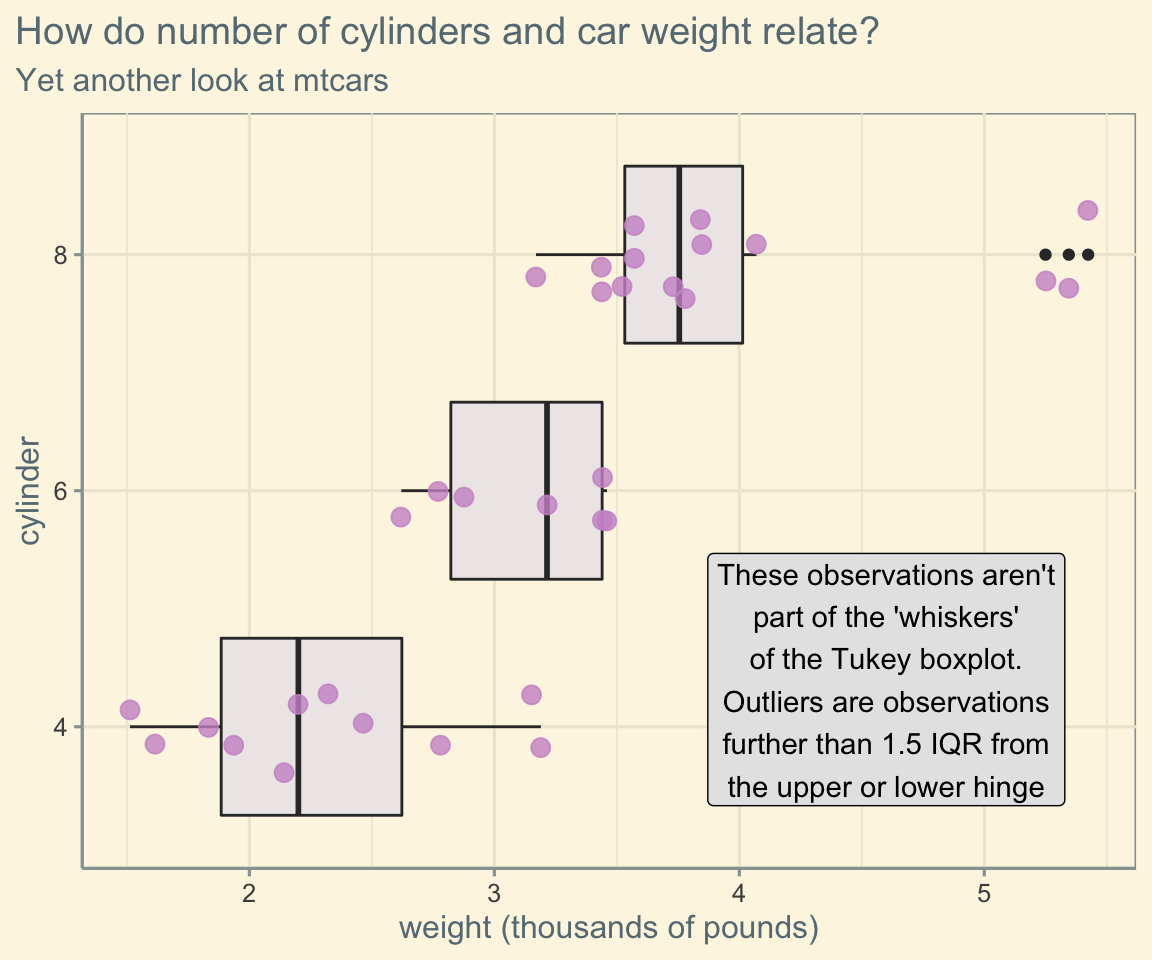 How do number of cylinders and car weight relate?
Yet another look at mtcars
8
6
4
cylinder
These observations aren't
part of the 'whiskers'
of the Tukey boxplot.
Outliers are observations
further than 1.5 IQR from
the upper or lower hinge
2 3 4 5
weight (thousands of pounds)